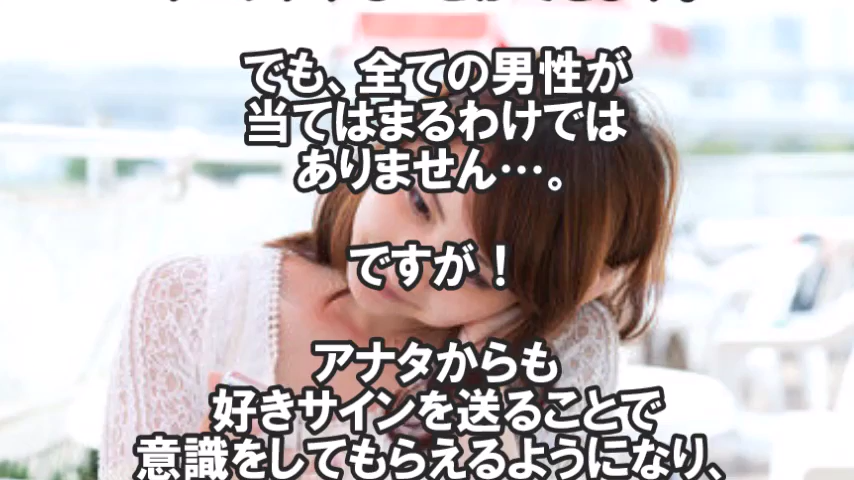 でも、全ての男性が
当てはまるわけでは
ありません…。
ですが！
アナタからも
好きサインを送ることで
意識をしてもらえるようになり、